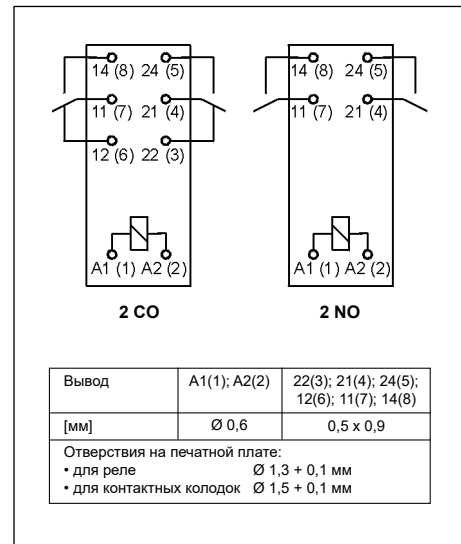 14 (8) 24 (5) 14 (8) 24 (5)
11 (7) 21 (4) 11 (7) 21 (4)
12 (6) 22 (3)
A1 (1) A2 (2) A1 (1) A2 (2)
2 CO 2 NO
Вывод A1(1); A2(2) 22(3); 21(4); 24(5);
12(6); 11(7); 14(8)
[мм] Ø 0,6 0,5 x 0,9
Отверстия на печатной плате:
• для реле Ø 1,3 + 0,1 мм
• для контактных колодок Ø 1,5 + 0,1 мм